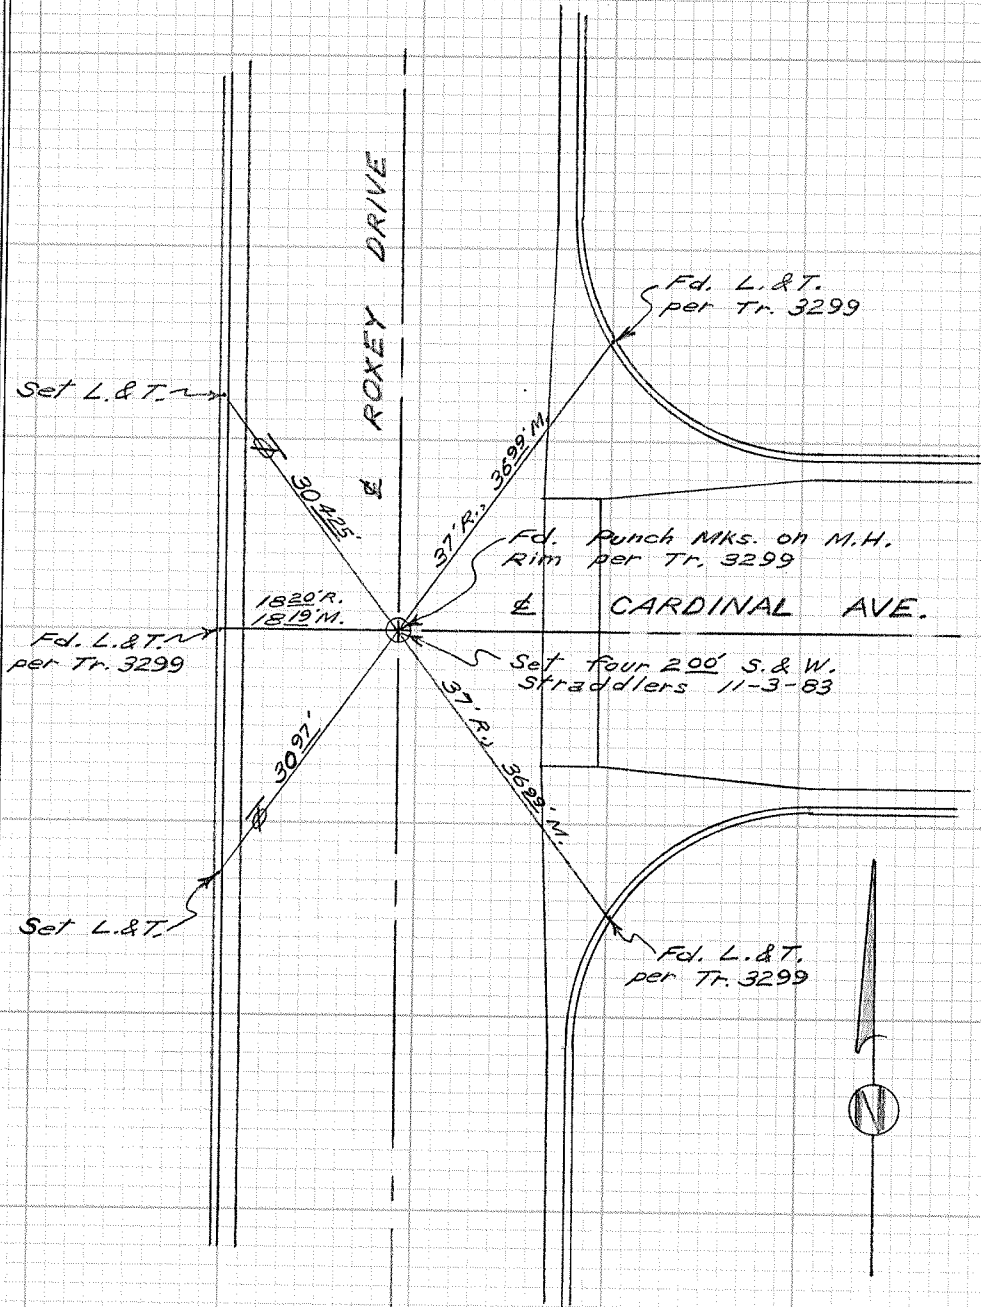 ℄ ROXEY DRIVE
Fd. L.&T.
per Tr. 3299
Set L.&T.
30.425'
37' R., 36.99' M.
Fd. Punch Mks. on M.H.
Rim per Tr. 3299
18.20' R.
18.19' M.
℄ CARDINAL AVE.
Fd. L.&T.
per Tr. 3299
Set four 2.00' S.&W.
Straddlers 11-3-83
30.97'
37' R., 36.99' M.
Set L.&T.
Fd. L.&T.
per Tr. 3299
N